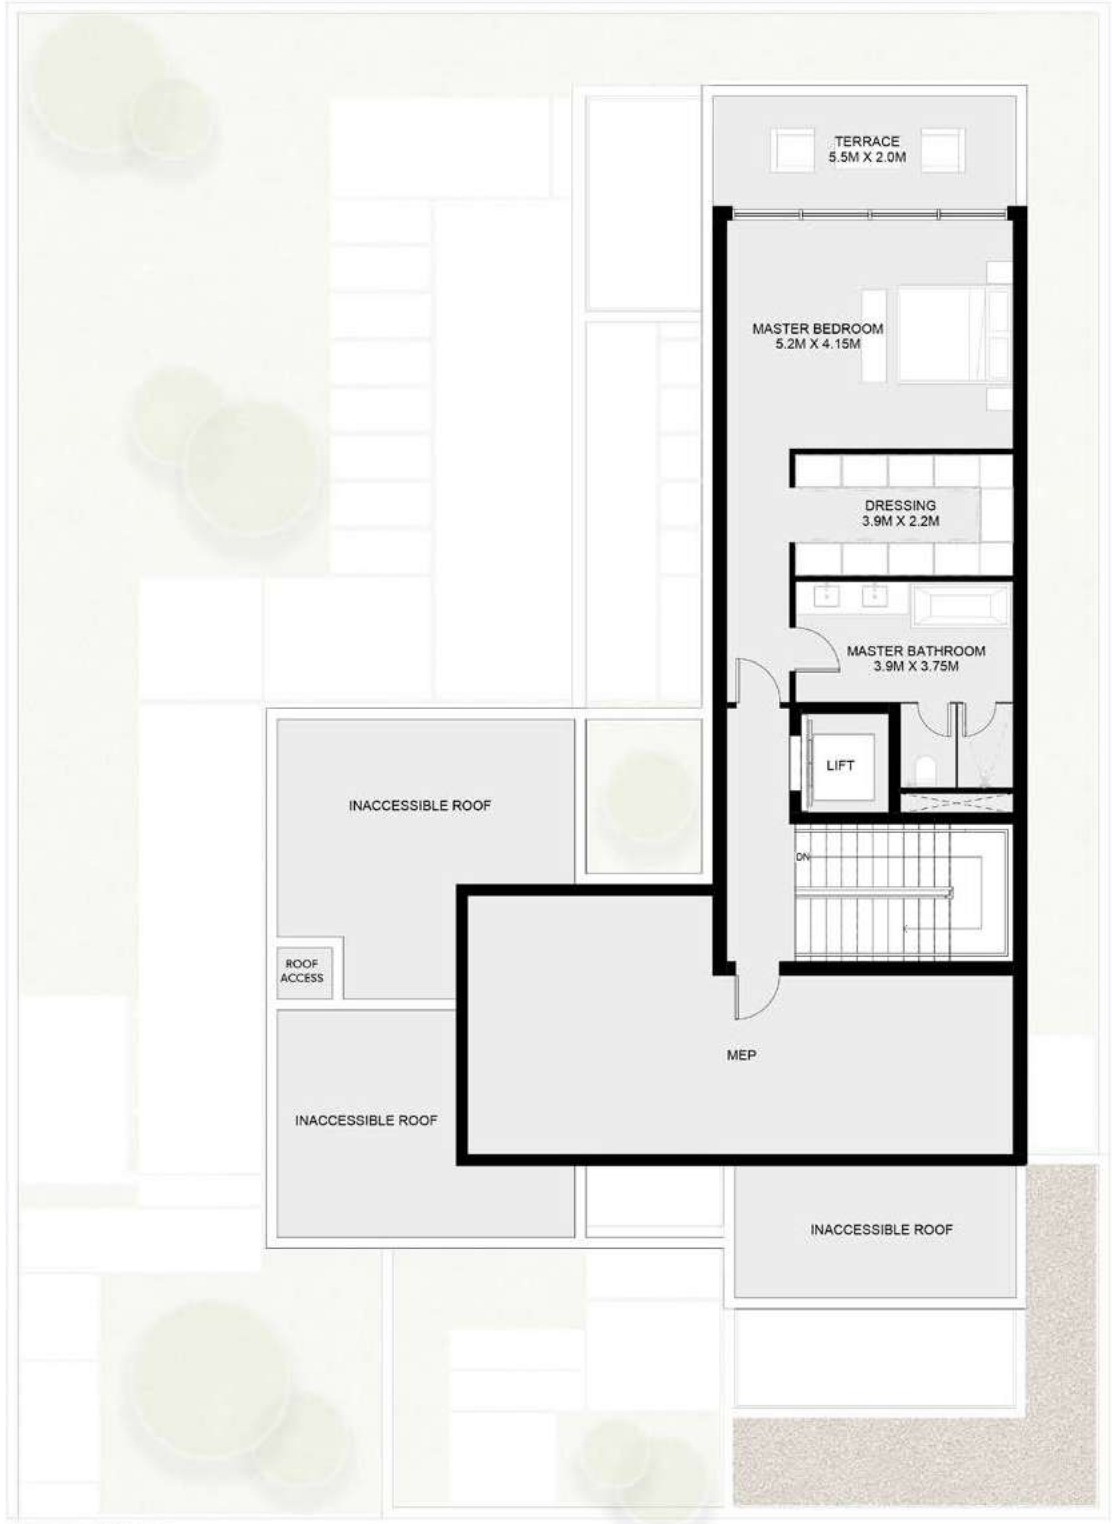 TERRACE
5.5M X 2.0M
MASTER BEDROOM
5.2M X 4.15M
DRESSING
3.9M X 2.2M
MASTER BATHROOM
3.9M X 3.75M
LIFT
INACCESSIBLE ROOF
DN
ROOF
ACCESS
MEP
INACCESSIBLE ROOF
INACCESSIBLE ROOF